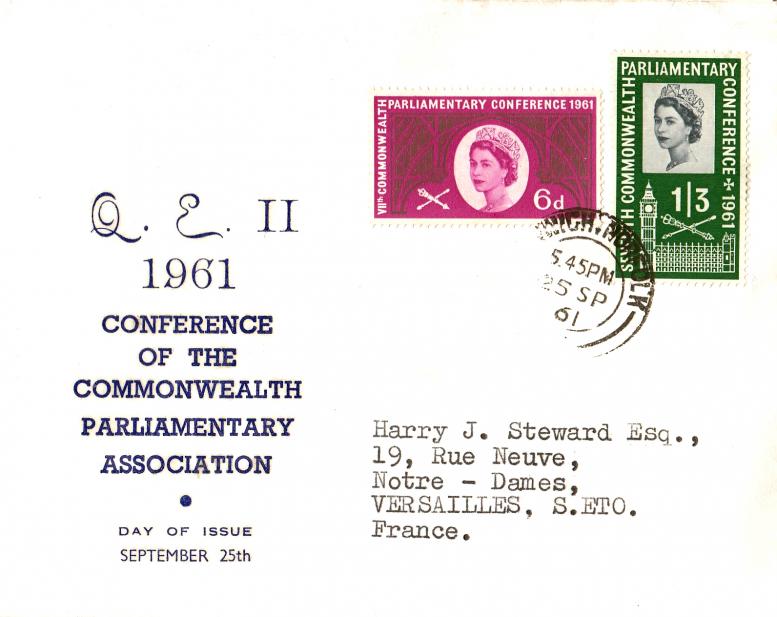 Q. E. II
1961
CONFERENCE
OF THE
COMMONWEALTH
PARLIAMENTARY
ASSOCIATION
DAY OF ISSUE
SEPTEMBER 25th
VIIth COMMONWEALTH
PARLIAMENTARY CONFERENCE 1961
6d
SEVENTH COMMONWEALTH
PARLIAMENTARY
CONFERENCE 1961
1/3
NORFOLK
5.45PM
25 SP
61
Harry J. Steward Esq.,
19, Rue Neuve,
Notre - Dames,
VERSAILLES, S.ETO.
France.